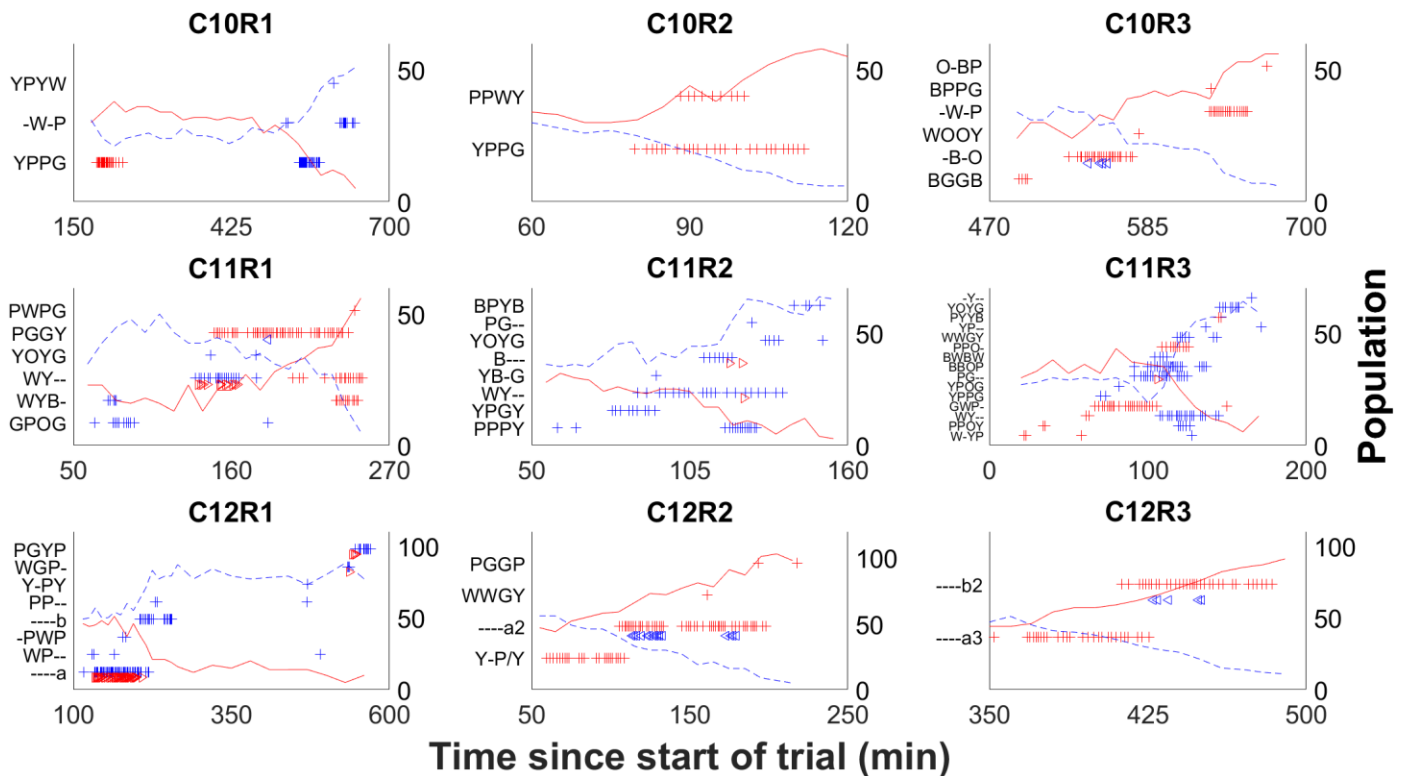 C10R1
YPYW
-W-P
YPPG
50
0
150
425
700
C10R2
PPWY
YPPG
50
0
60
90
120
C10R3
O-BP
BPPG
-W-P
WOOY
-B-O
BGGB
50
0
470
585
700
C11R1
PWPG
PGGY
YOYG
WY--
WYB-
GPOG
50
0
50
160
270
C11R2
BPYB
PG--
YOYG
B---
YB-G
WY--
YPGY
PPPY
50
0
50
105
160
C11R3
-Y--
YOYG
PYYB
YP--
WWGY
PPO-
BWBW
BBOP
PG--
YPOG
YPPG
GWP-
WY--
PPOY
W-YP
50
0
0
100
200
Population
C12R1
PGYP
WGP-
Y-PY
PP--
----b
-PWP
WP--
----a
100
50
0
100
350
600
C12R2
PGGP
WWGY
----a2
Y-P/Y
100
50
0
50
150
250
C12R3
----b2
----a3
100
50
0
350
425
500
Time since start of trial (min)